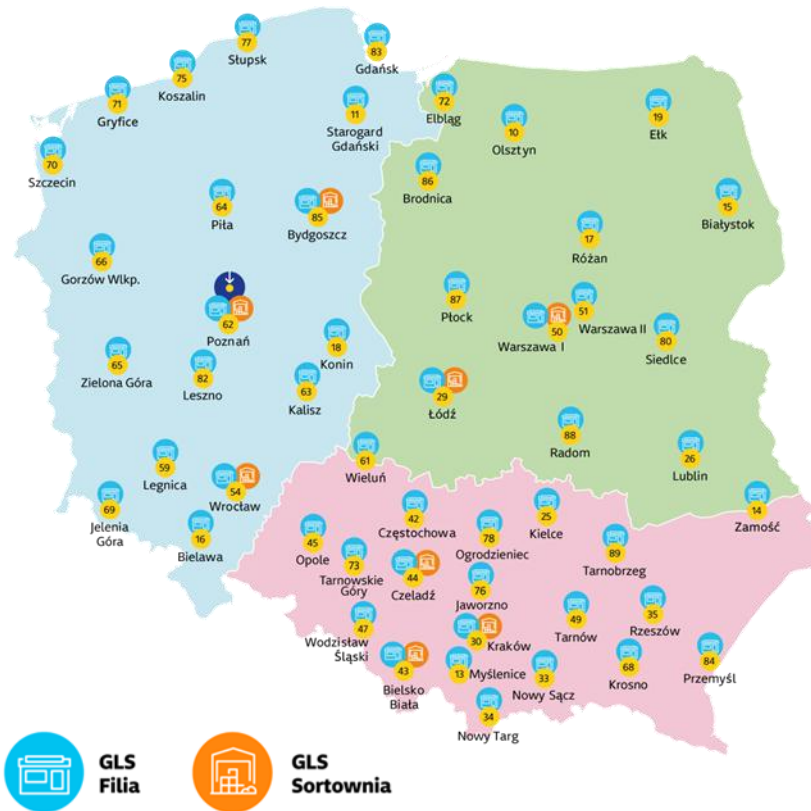 77
Słupsk
83
Gdańsk
75
Koszalin
71
Gryfice
11
Starogard
Gdański
72
Elbląg
10
Olsztyn
19
Ełk
70
Szczecin
86
Brodnica
64
Piła
85
Bydgoszcz
15
Białystok
17
Różan
66
Gorzów Wlkp.
87
Płock
62
Poznań
50
Warszawa I
51
Warszawa II
80
Siedlce
18
Konin
65
Zielona Góra
82
Leszno
63
Kalisz
29
Łódź
88
Radom
26
Lublin
61
Wieluń
59
Legnica
54
Wrocław
69
Jelenia
Góra
16
Bielawa
14
Zamość
45
Opole
42
Częstochowa
78
Ogrodzieniec
25
Kielce
89
Tarnobrzeg
73
Tarnowskie
Góry
44
Czeladź
76
Jaworzno
49
Tarnów
35
Rzeszów
47
Wodzisław
Śląski
30
Kraków
43
Bielsko
Biała
13
Myślenice
33
Nowy Sącz
68
Krosno
84
Przemyśl
34
Nowy Targ
GLS
Filia
GLS
Sortownia